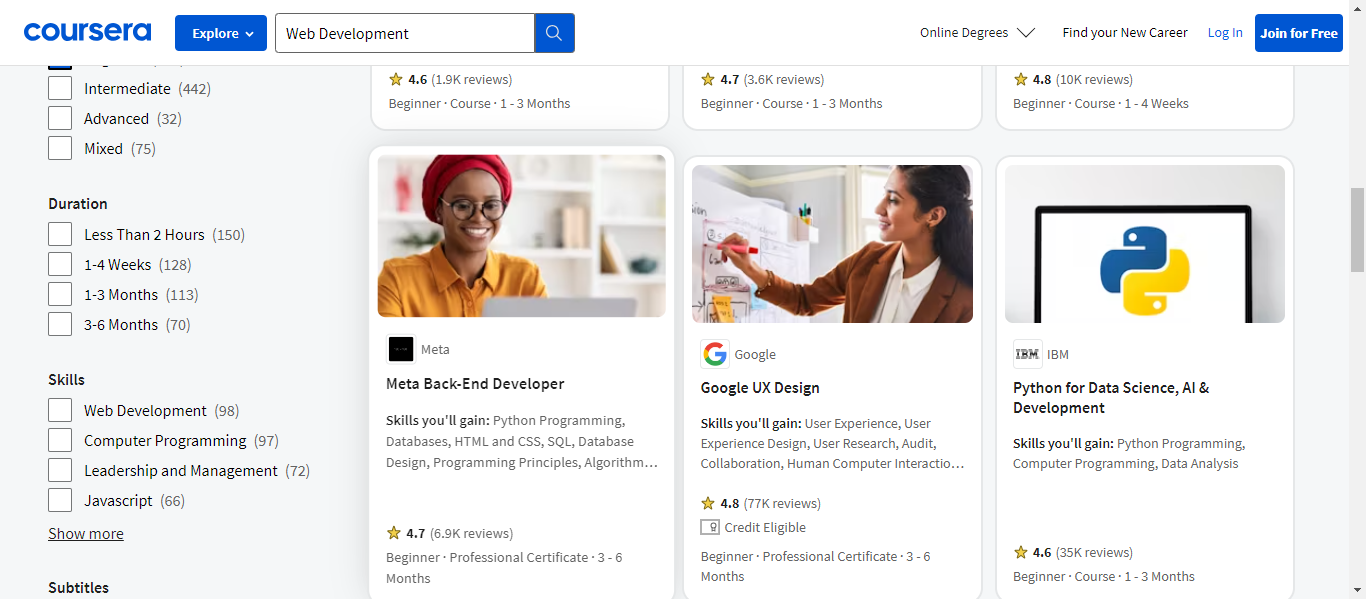 coursera
Explore
Web Development
Online Degrees
Find your New Career
Log In
Join for Free
Intermediate (442)
Advanced (32)
Mixed (75)
Duration
Less Than 2 Hours (150)
1-4 Weeks (128)
1-3 Months (113)
3-6 Months (70)
Skills
Web Development (98)
Computer Programming (97)
Leadership and Management (72)
Javascript (66)
Show more
Subtitles
4.6 (1.9K reviews)
Beginner · Course · 1 - 3 Months
4.7 (3.6K reviews)
Beginner · Course · 1 - 3 Months
4.8 (10K reviews)
Beginner · Course · 1 - 4 Weeks
Meta
Meta Back-End Developer
Skills you'll gain: Python Programming,
Databases, HTML and CSS, SQL, Database
Design, Programming Principles, Algorithm…
4.7 (6.9K reviews)
Beginner · Professional Certificate · 3 - 6
Months
Google
Google UX Design
Skills you'll gain: User Experience, User
Experience Design, User Research, Audit,
Collaboration, Human Computer Interactio…
4.8 (77K reviews)
Credit Eligible
Beginner · Professional Certificate · 3 - 6
Months
IBM
IBM
Python for Data Science, AI &
Development
Skills you'll gain: Python Programming,
Computer Programming, Data Analysis
4.6 (35K reviews)
Beginner · Course · 1 - 3 Months